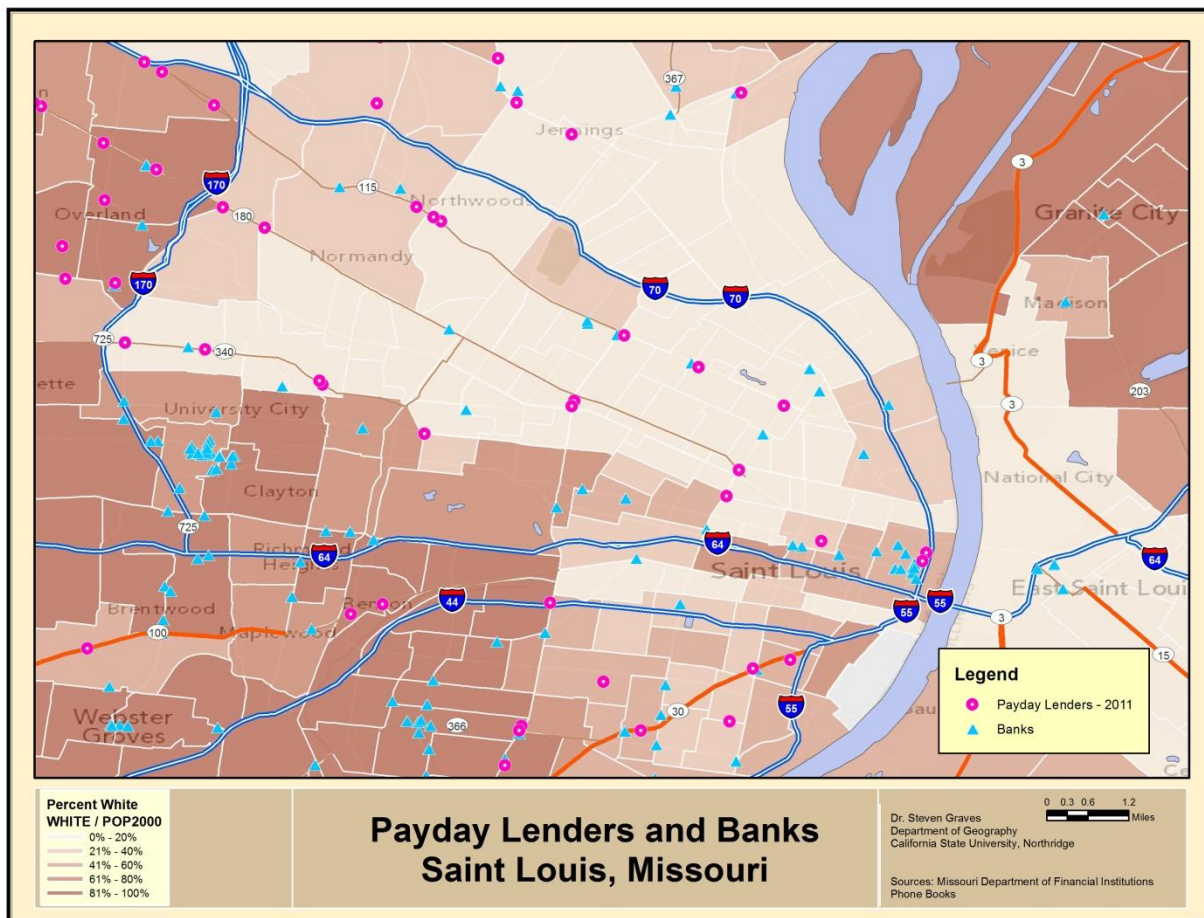 367
Jennings
3
170
115
Northwoods
Granite City
Overland
180
Normandy
170
70
70
Madison
725
340
Venice
3
ette
203
University City
3
National City
Clayton
725
64
Richmond
Heights
64
Saint Louis
64
44
55
55
East Saint Loui
Brentwood
Benton
3
100
Maplewood
15
Webster
Groves
366
30
55
Sau
Legend
Payday Lenders - 2011
Banks
Ce
Percent White
WHITE / POP2000
0% - 20%
21% - 40%
41% - 60%
61% - 80%
81% - 100%
Payday Lenders and Banks
Saint Louis, Missouri
Dr. Steven Graves
Department of Geography
California State University, Northridge
0 0.3 0.6 1.2
Miles
Sources: Missouri Department of Financial Institutions
Phone Books